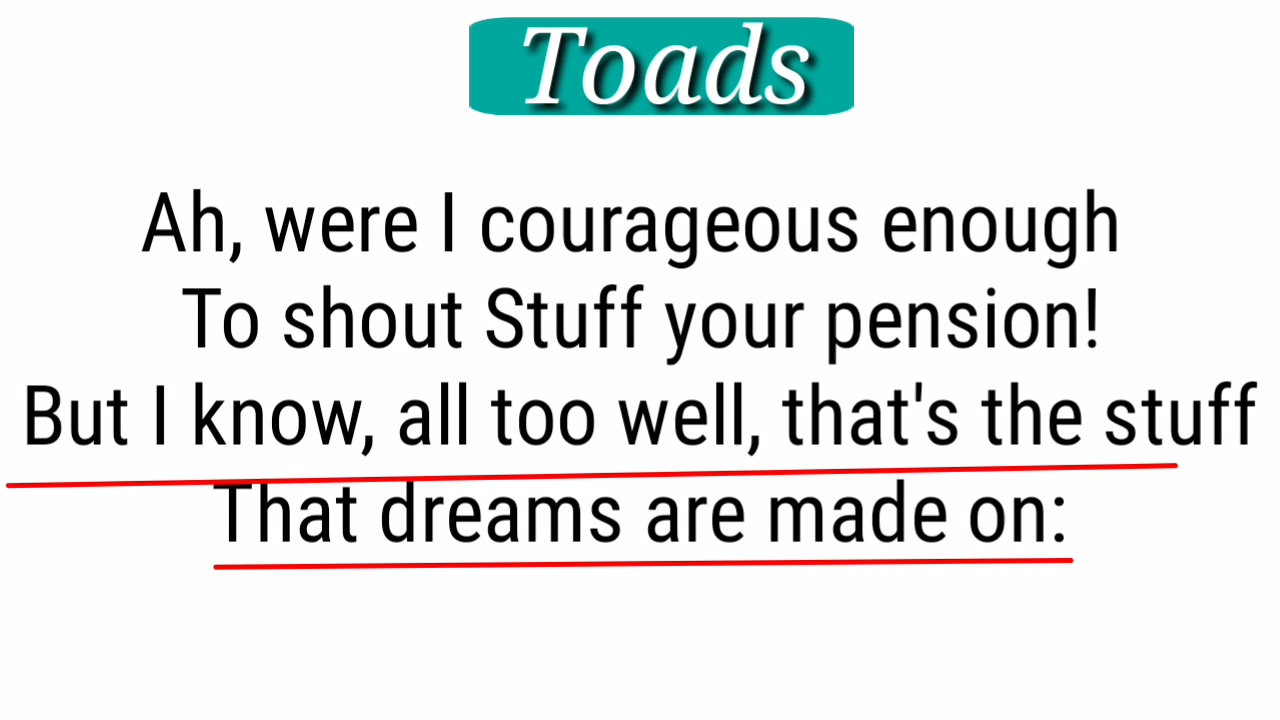 Toads
Ah, were I courageous enough
To shout Stuff your pension!
But I know, all too well, that's the stuff
That dreams are made on: